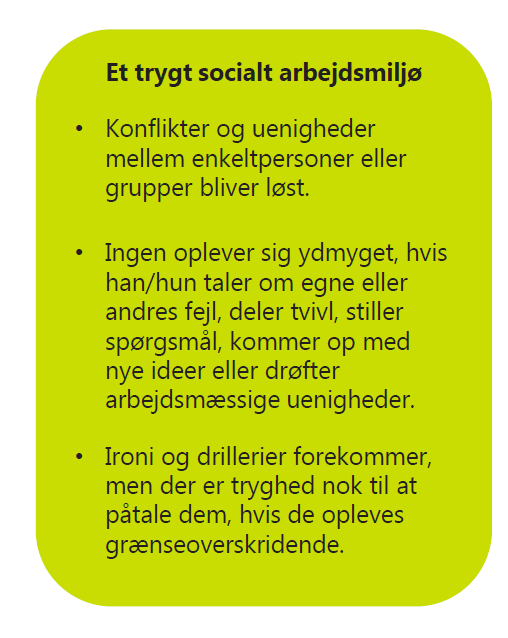 Et trygt socialt arbejdsmiljø
• Konflikter og uenigheder
mellem enkeltpersoner eller
grupper bliver løst.
• Ingen oplever sig ydmyget, hvis
han/hun taler om egne eller
andres fejl, deler tvivl, stiller
spørgsmål, kommer op med
nye ideer eller drøfter
arbejdsmæssige uenigheder.
• Ironi og drillerier forekommer,
men der er tryghed nok til at
påtale dem, hvis de opleves
grænseoverskridende.